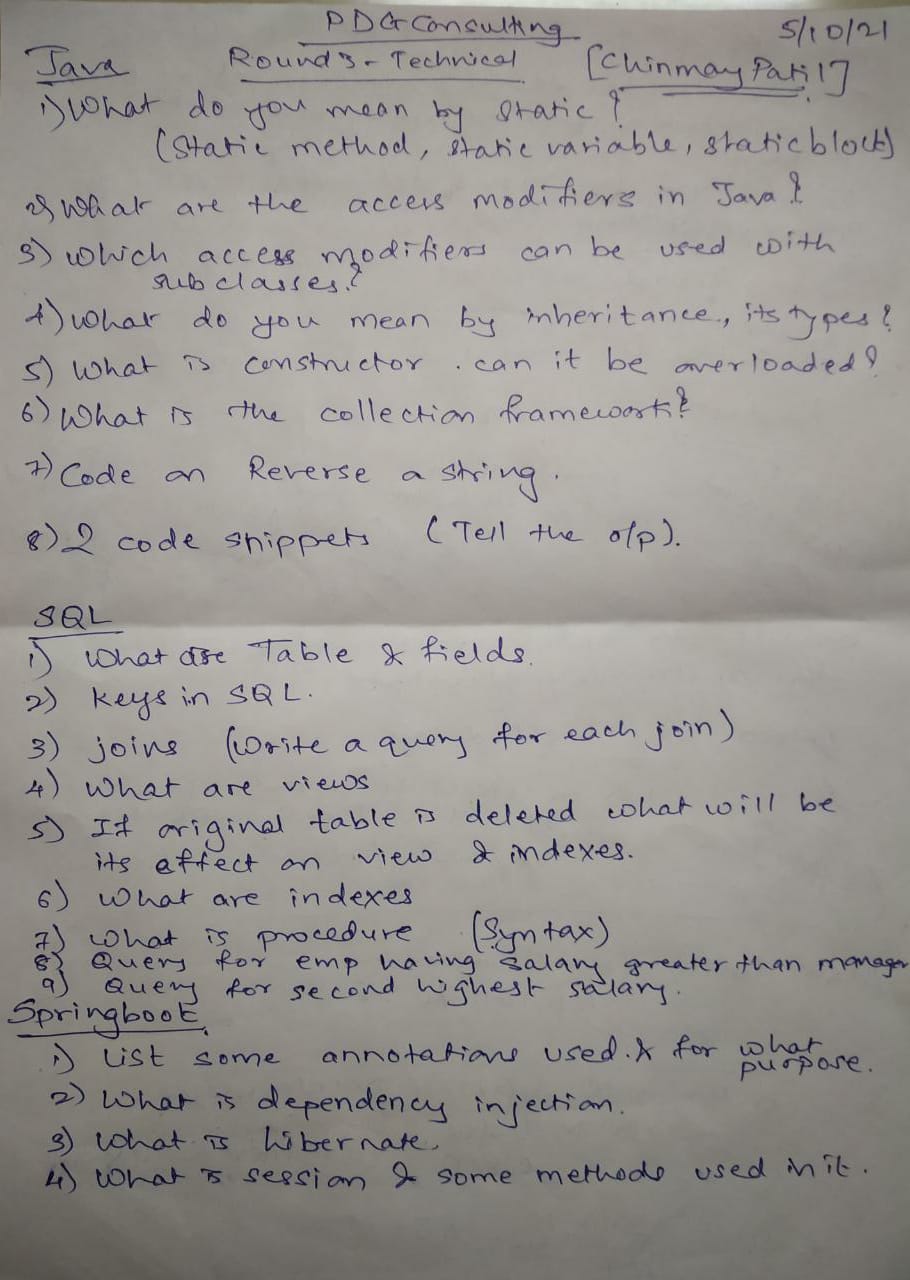 PDG Consulting 5/10/21
Java Round 3 - Technical [Chinmay Patil]
1) What do you mean by static ?
(Static method, static variable, static block)
2) What are the access modifiers in Java ?
3) Which access modifiers can be used with
sub classes.?
4) What do you mean by inheritance, its types ?
5) What is constructor . can it be overloaded ?
6) What is the collection framework ?
7) Code on Reverse a string .
8) 2 code snippets (Tell the o/p).
SQL
1) What are Table & fields.
2) keys in SQL.
3) joins (write a query for each join)
4) What are views
5) If original table is deleted what will be
its effect on view & indexes.
6) What are indexes
7) What is procedure (Syntax)
8) Query for emp having salary greater than manager
9) Query for second highest salary.
Springboot
1) List some annotations used. & for what
purpose.
2) What is dependency injection.
3) What is hibernate.
4) What is session & some methods used in it .